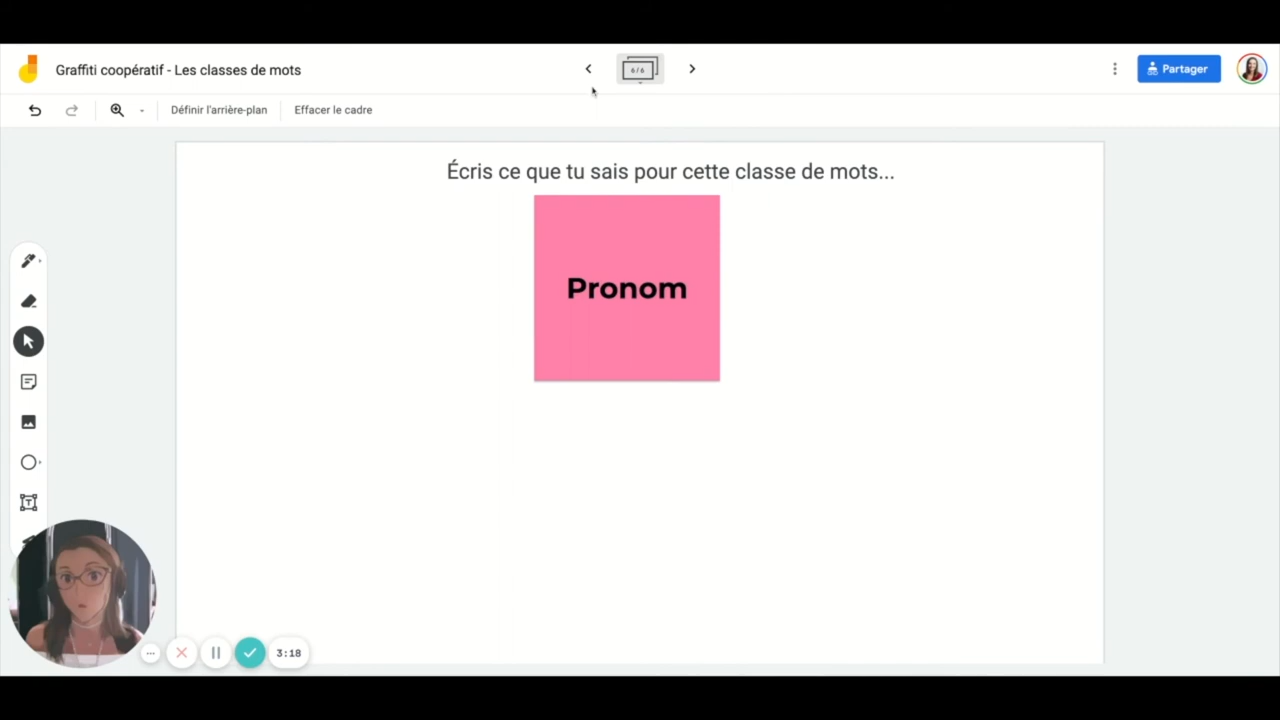 Graffiti coopératif - Les classes de mots
6/6
Partager
Définir l'arrière-plan
Effacer le cadre
Écris ce que tu sais pour cette classe de mots...
Pronom
3:18